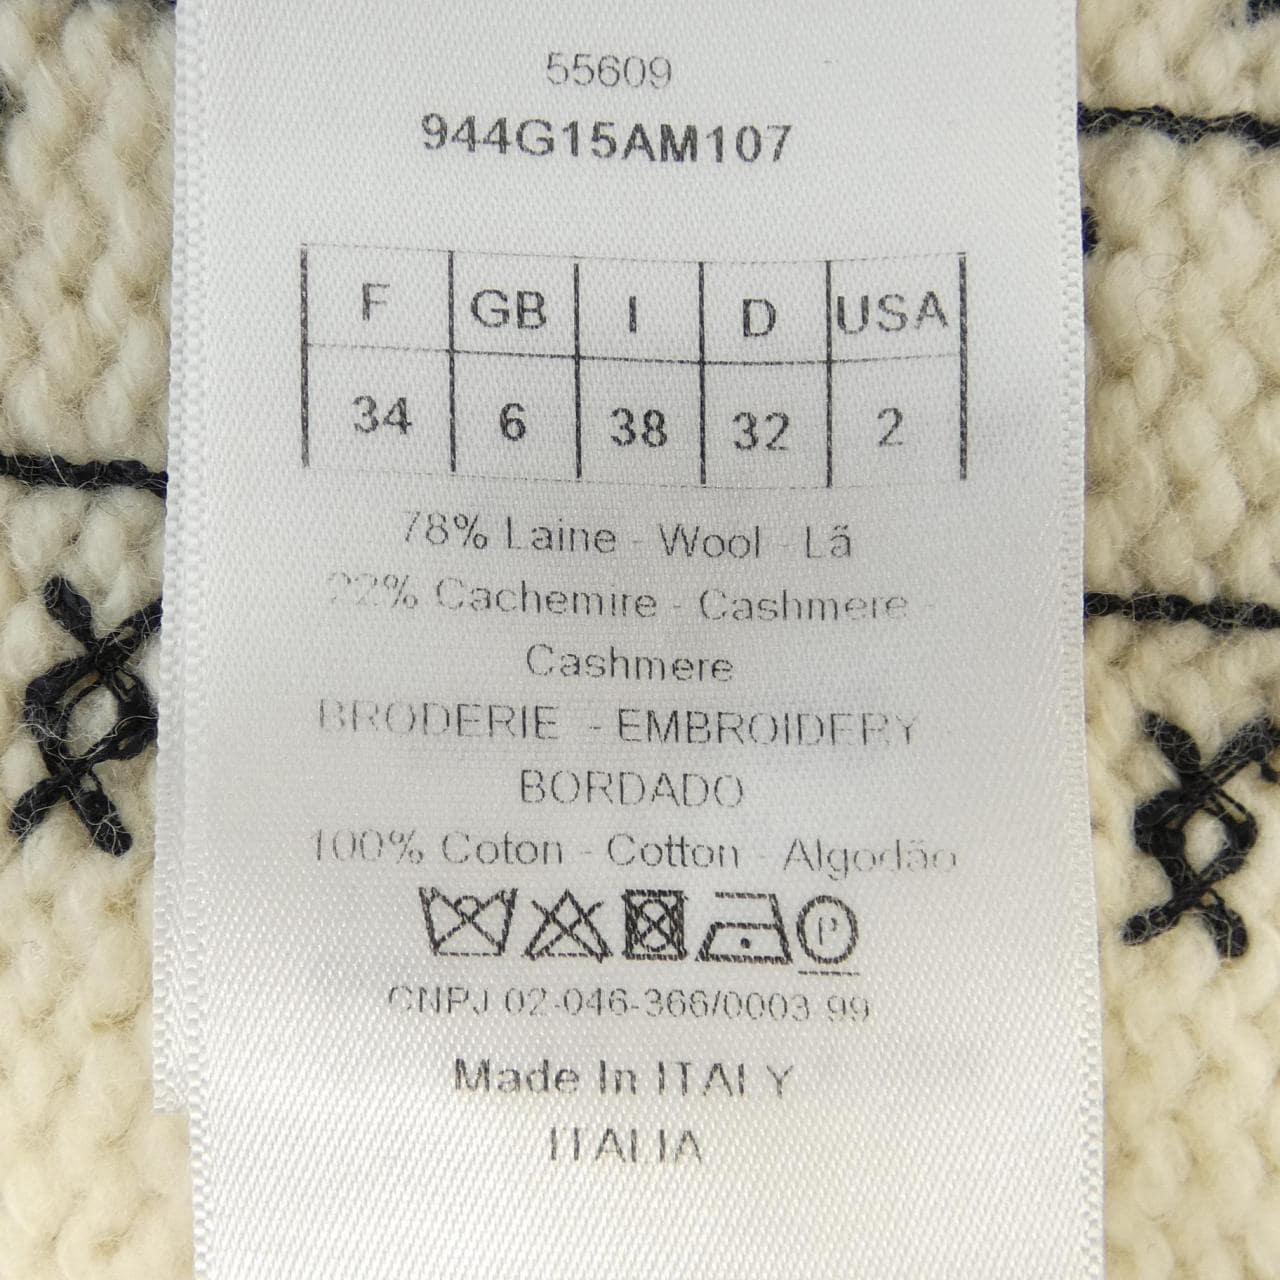 55609
944G15AM107
F GB I D USA
34 6 38 32 2
78% Laine - Wool - Lã
22% Cachemire - Cashmere -
Cashmere
BRODERIE - EMBROIDERY
BORDADO
100% Coton - Cotton - Algodão
P
CNPJ 02-046-366/0003 99
Made In ITALY
ITALIA